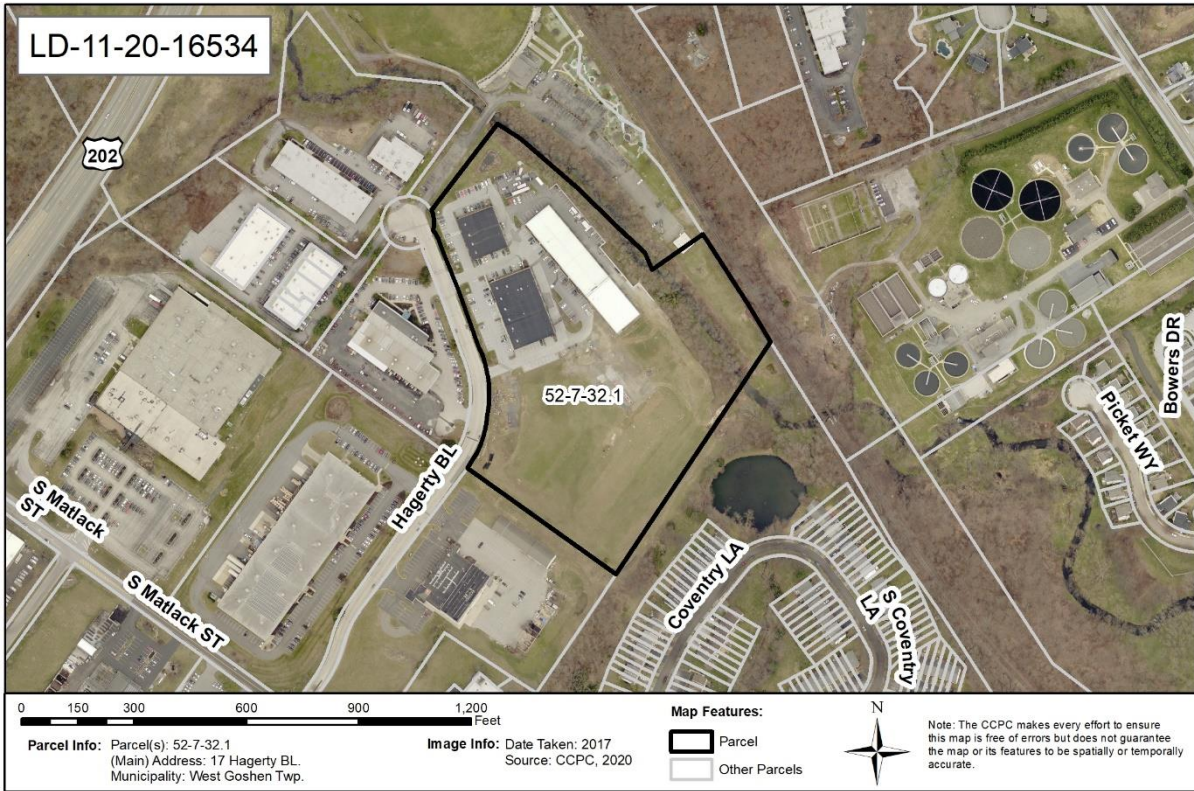 LD-11-20-16534
202
52-7-32.1
Hagerty BL
S Matlack
ST
S Matlack ST
Coventry LA
S Coventry
LA
Picket WY
Bowers DR
0 150 300 600 900 1,200
Feet
Parcel Info: Parcel(s): 52-7-32.1
(Main) Address: 17 Hagerty BL.
Municipality: West Goshen Twp.
Image Info: Date Taken: 2017
Source: CCPC, 2020
Map Features:
Parcel
Other Parcels
N
Note: The CCPC makes every effort to ensure
this map is free of errors but does not guarantee
the map or its features to be spatially or temporally
accurate.